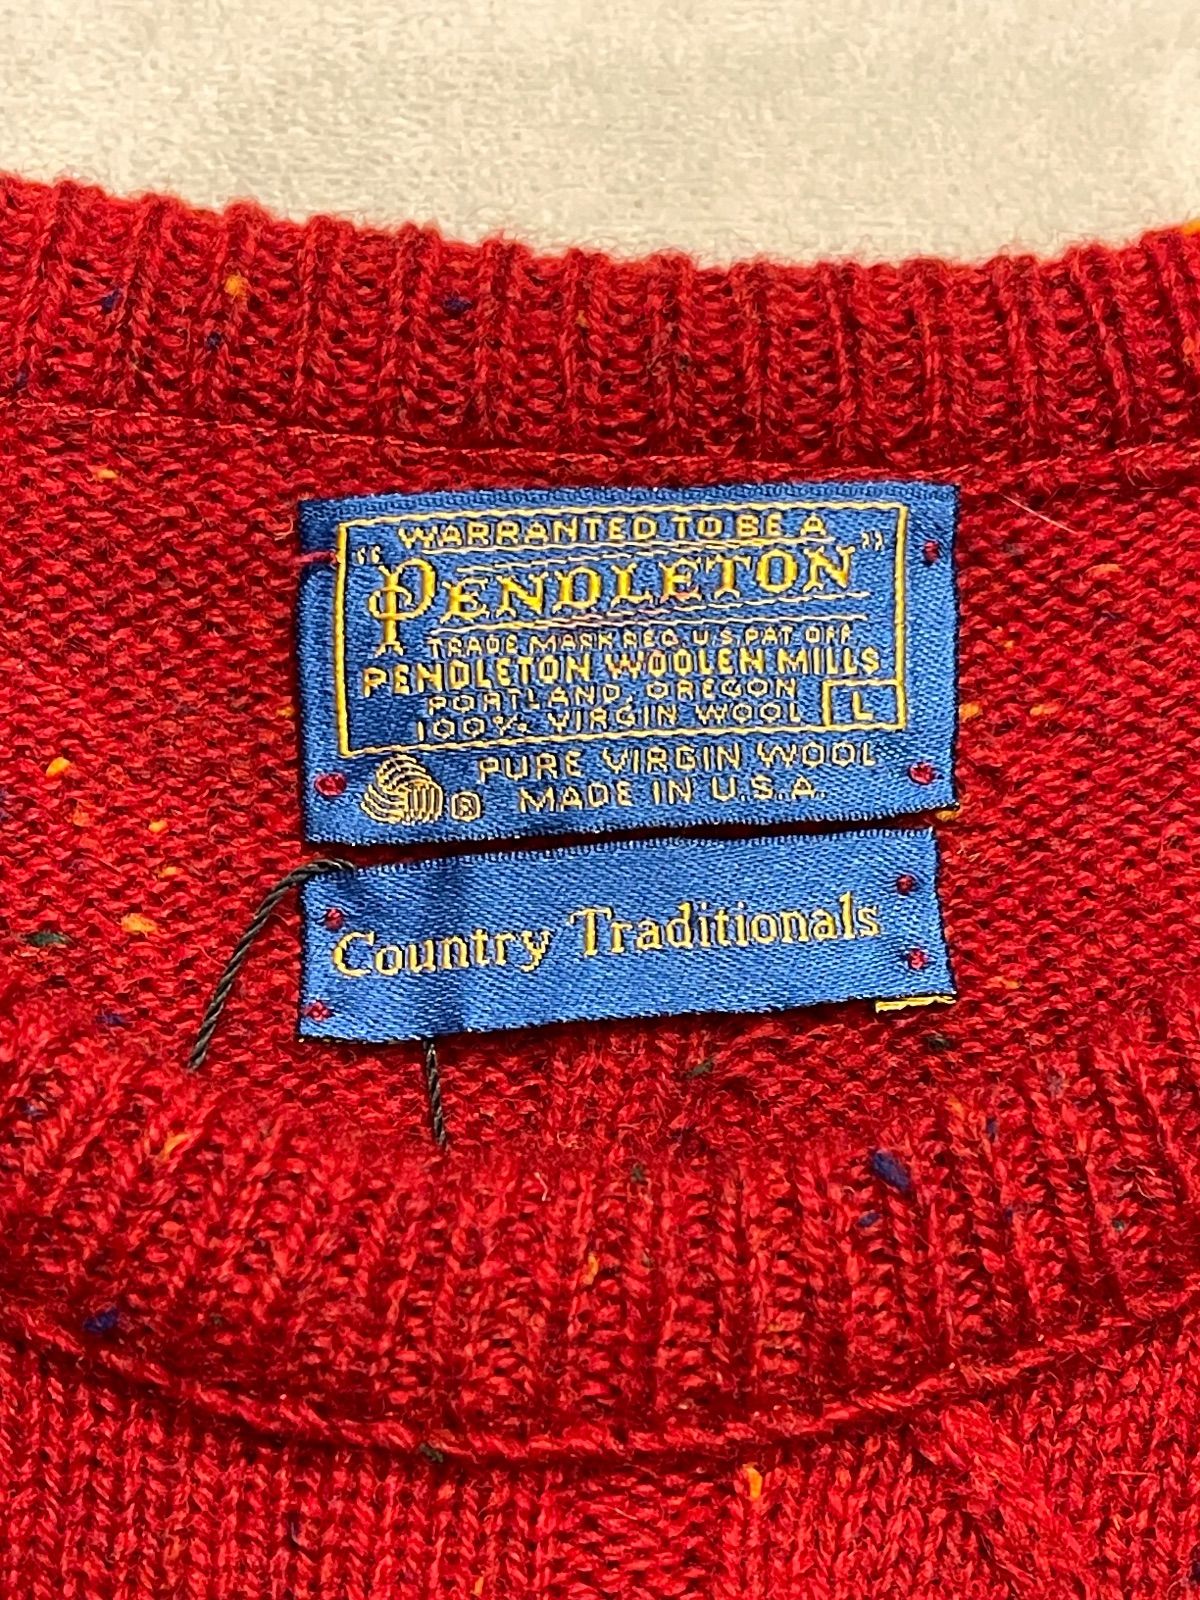 WARRANTED TO BE A
"PENDLETON"
TRADE MARK REG. U.S. PAT. OFF.
PENDLETON WOOLEN MILLS
PORTLAND, OREGON
100% VIRGIN WOOL L
PURE VIRGIN WOOL
® MADE IN U.S.A.
Country Traditionals